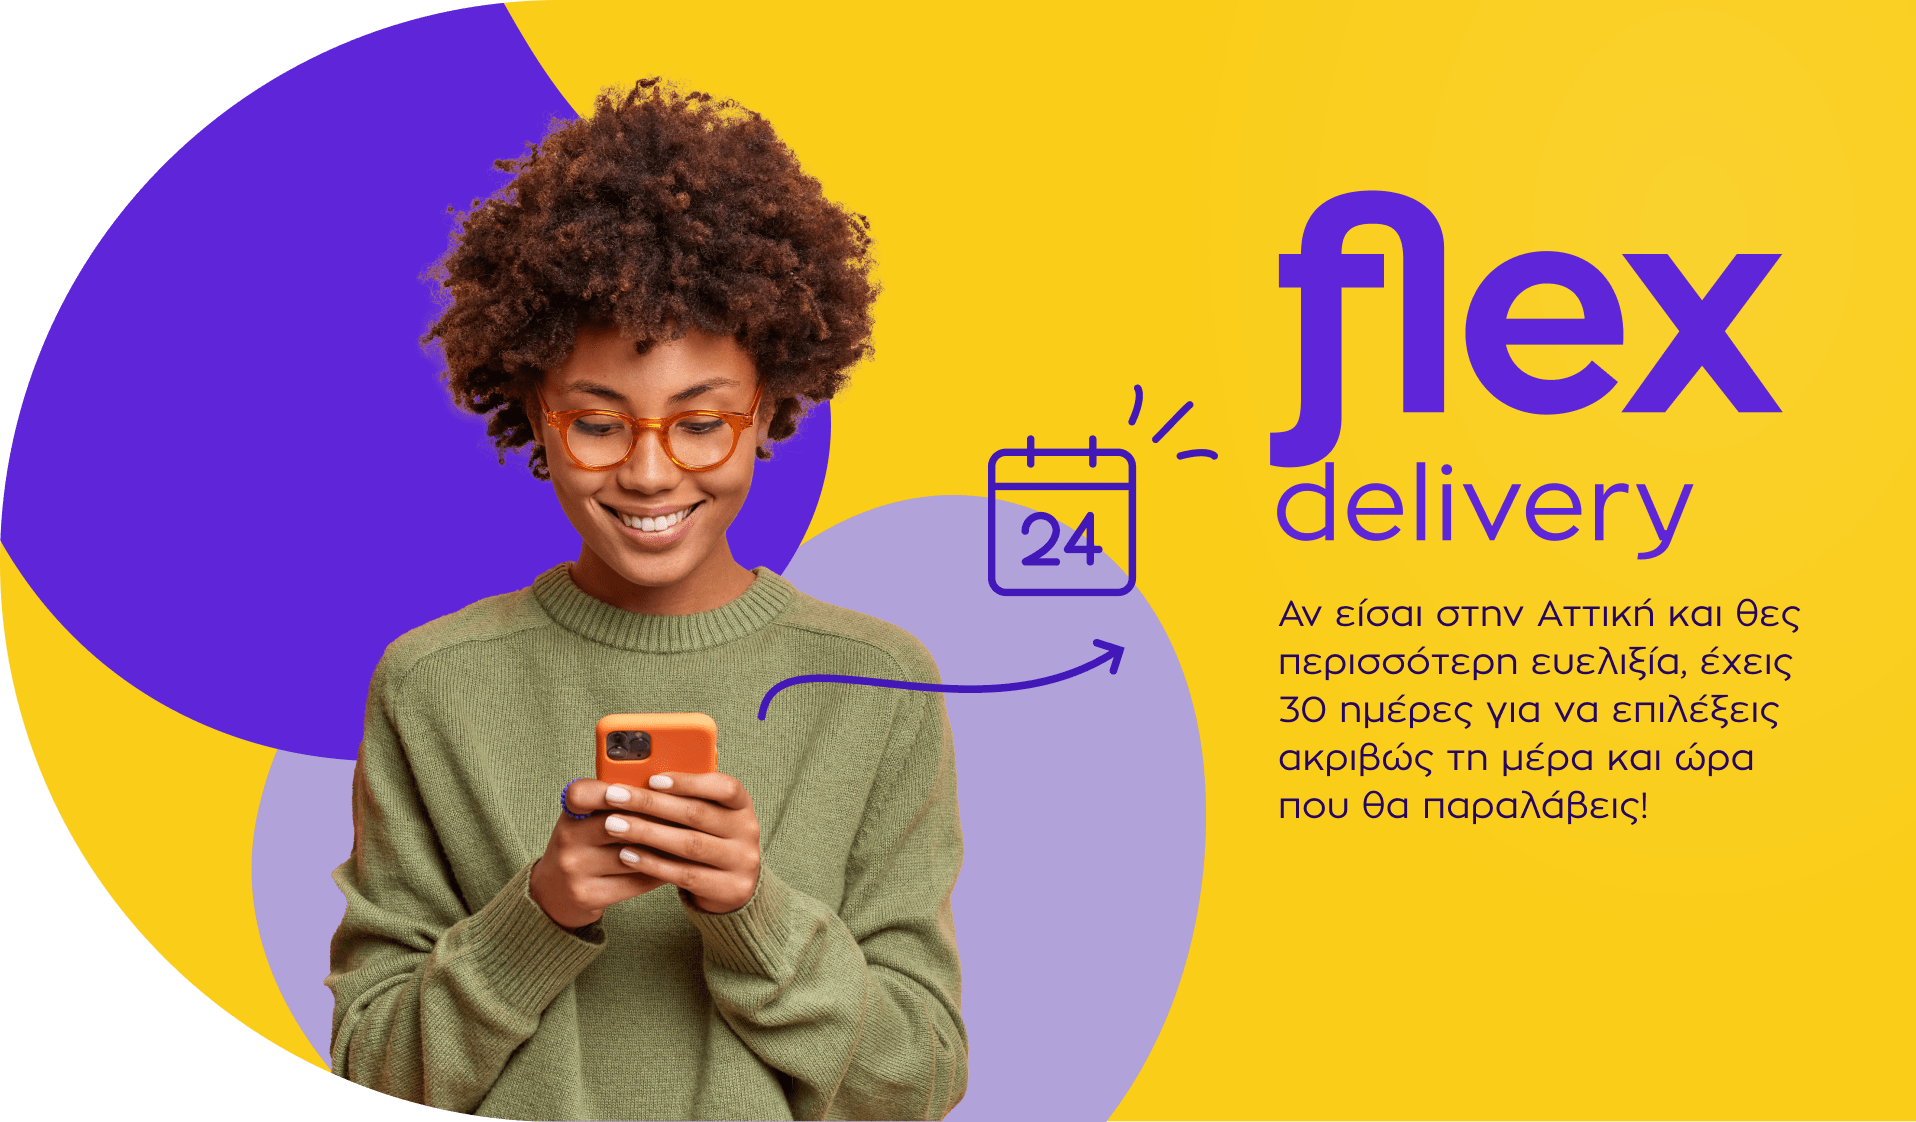 24
flex
delivery
Αν είσαι στην Αττική και θες
περισσότερη ευελιξία, έχεις
30 ημέρες για να επιλέξεις
ακριβώς τη μέρα και ώρα
που θα παραλάβεις!